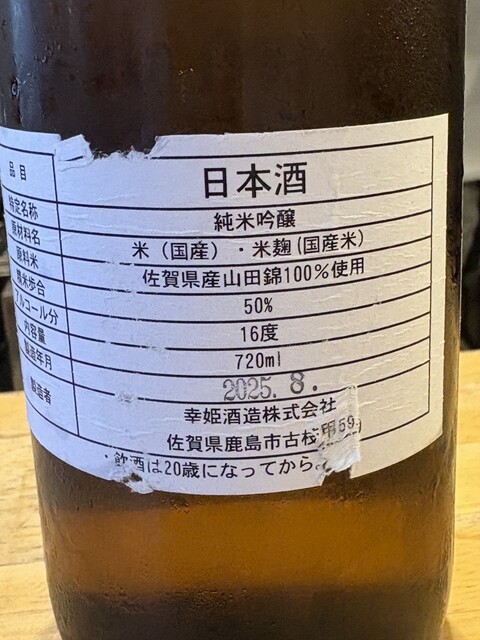 品目 日本酒
特定名称 純米吟醸
原材料名 米（国産）・米麹(国産米)
原料米 佐賀県産山田錦100％使用
精米歩合 50％
アルコール分 16度
内容量 720ml
製造年月 2025.8.
製造者 幸姫酒造株式会社
佐賀県鹿島市古枝甲59
・飲酒は20歳になってから。